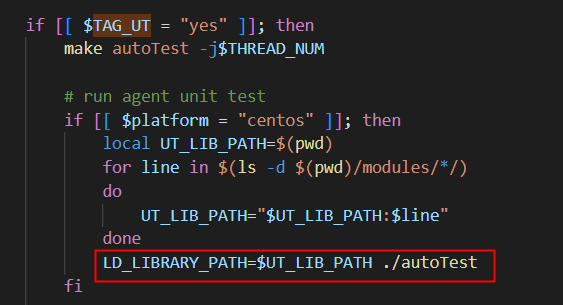 if [[ $TAG_UT = "yes" ]]; then
make autoTest -j$THREAD_NUM
# run agent unit test
if [[ $platform = "centos" ]]; then
local UT_LIB_PATH=$(pwd)
for line in $(ls -d $(pwd)/modules/*/)
do
UT_LIB_PATH="$UT_LIB_PATH:$line"
done
LD_LIBRARY_PATH=$UT_LIB_PATH ./autoTest
fi